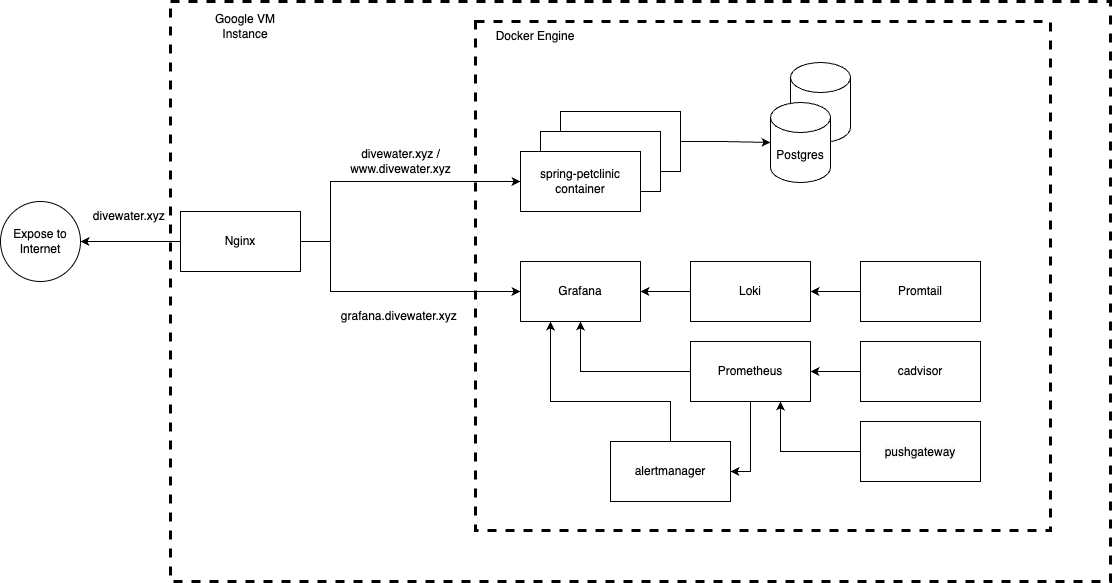 Google VM
Instance
Docker Engine
divewater.xyz /
www.divewater.xyz
spring-petclinic
container
Postgres
divewater.xyz
Expose to
Internet
Nginx
grafana.divewater.xyz
Grafana
Loki
Promtail
Prometheus
cadvisor
alertmanager
pushgateway